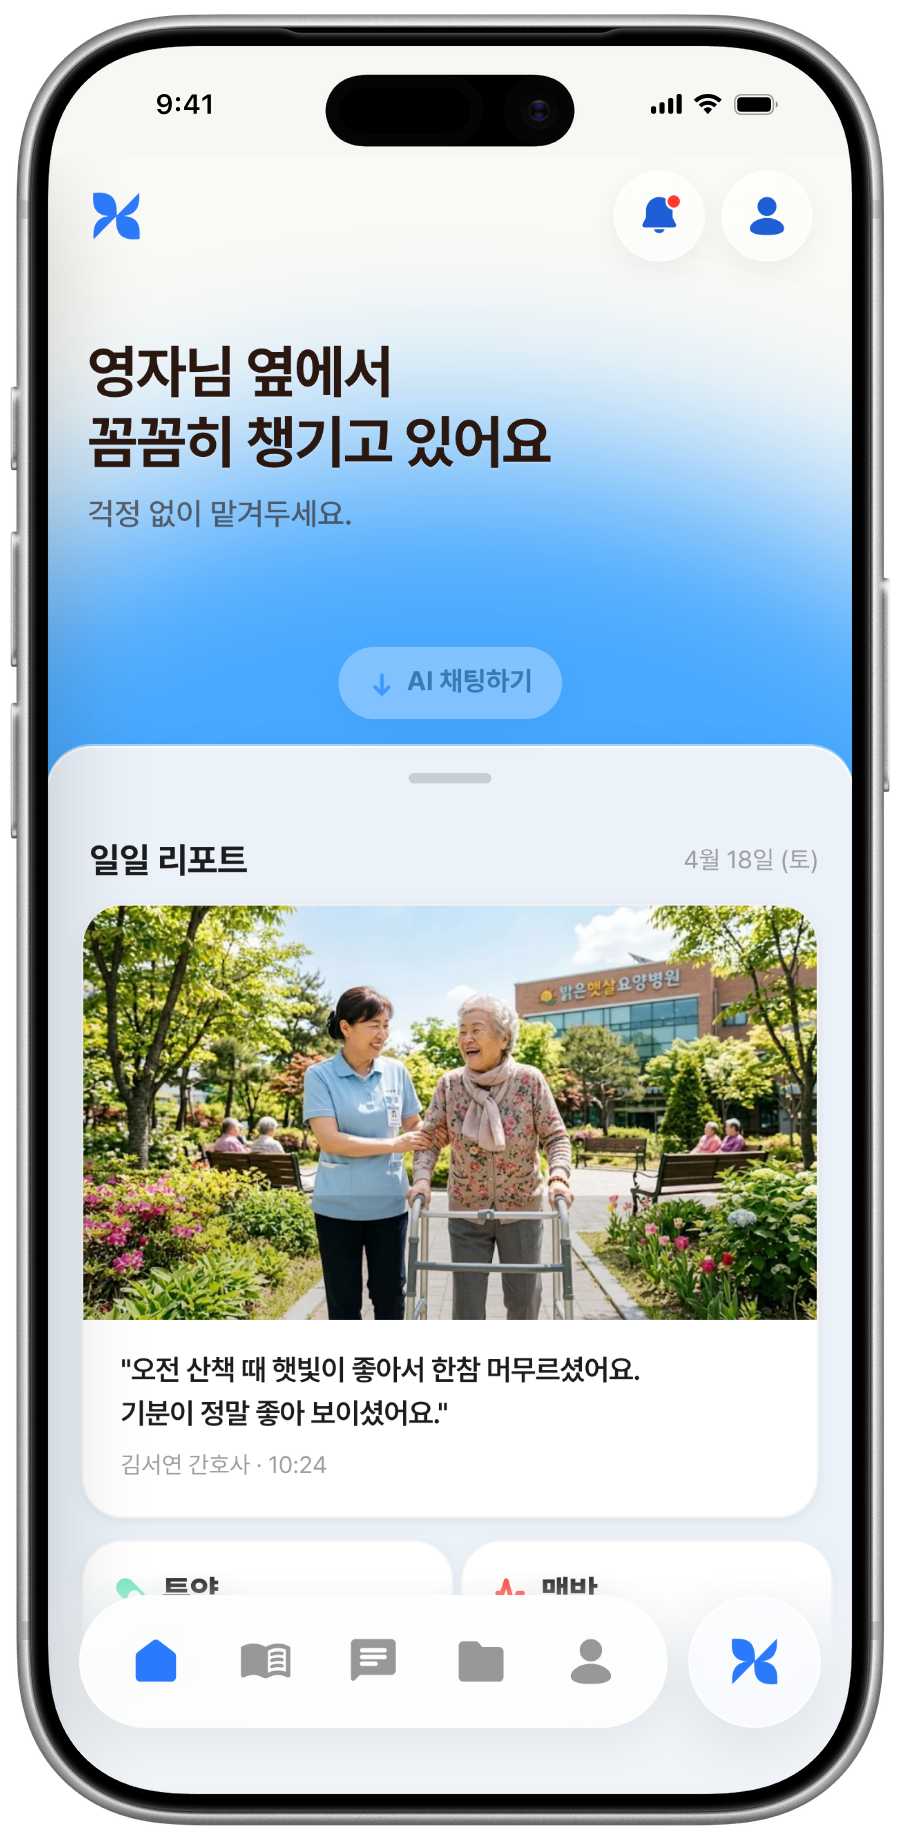 9:41
영자님 옆에서
꼼꼼히 챙기고 있어요
걱정 없이 맡겨두세요.
AI 채팅하기
일일 리포트
4월 18일 (토)
밝은햇살요양병원
"오전 산책 때 햇빛이 좋아서 한참 머무르셨어요.
기분이 정말 좋아 보이셨어요."
김서연 간호사 · 10:24
투약
맥박